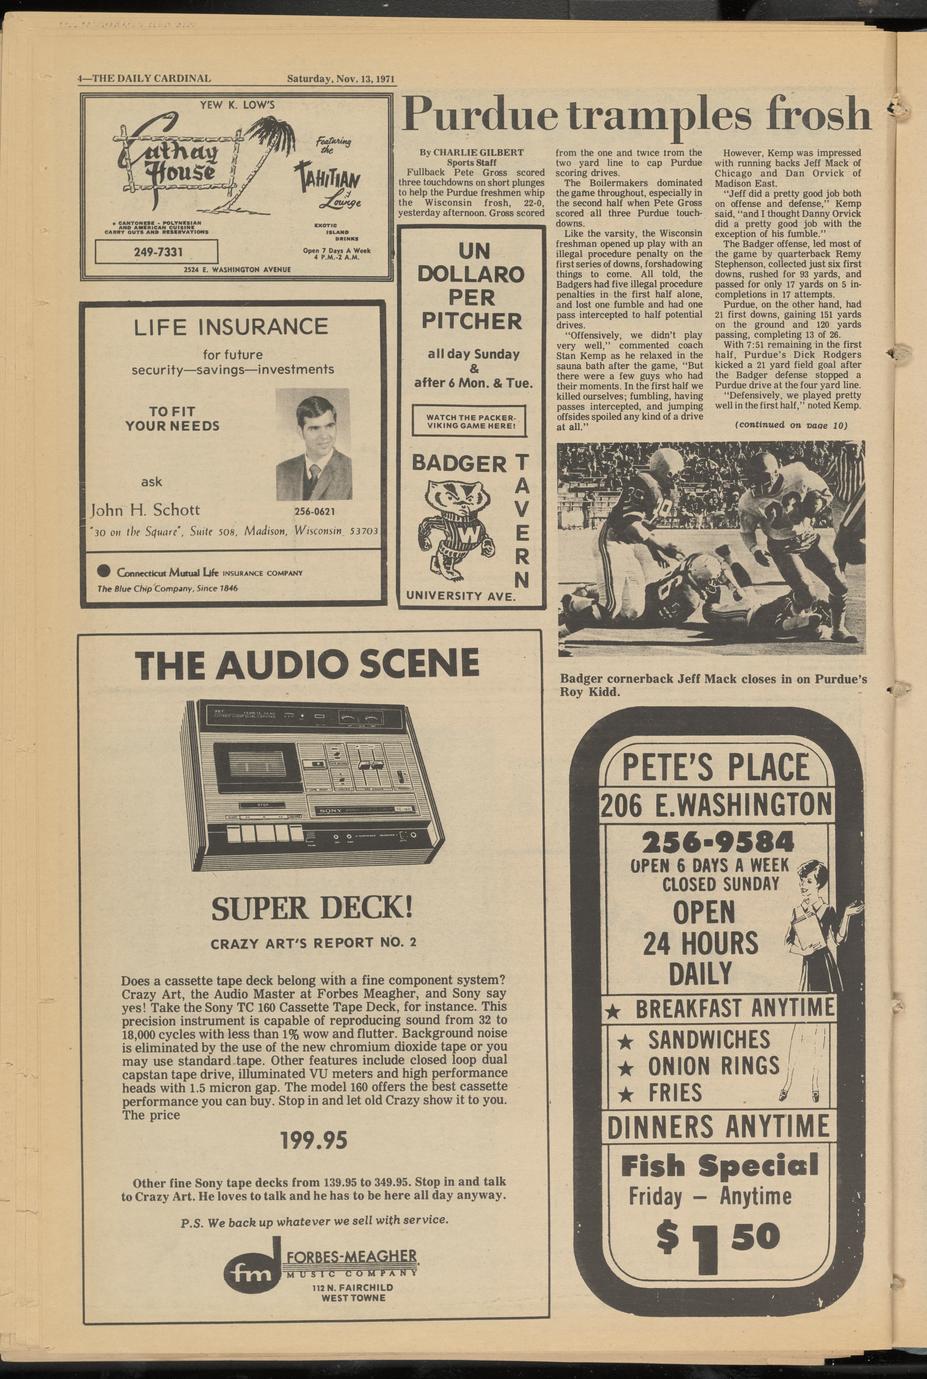 4—THE DAILY CARDINAL
Saturday, Nov. 13, 1971
YEW K. LOW'S
Cathay
House
Featuring
the
TAHITIAN
Lounge
CANTONESE - POLYNESIAN
AND AMERICAN CUISINE
CARRY OUTS AND RESERVATIONS
EXOTIC
ISLAND
DRINKS
249-7331
Open 7 Days A Week
4 P.M.-2 A.M.
2524 E. WASHINGTON AVENUE
LIFE INSURANCE
for future
security—savings—investments
TO FIT
YOUR NEEDS
ask
John H. Schott
256-0621
"30 on the Square", Suite 508, Madison, Wisconsin 53703
Connecticut Mutual Life INSURANCE COMPANY
The Blue Chip Company, Since 1846
Purdue tramples frosh
By CHARLIE GILBERT
Sports Staff
Fullback Pete Gross scored
three touchdowns on short plunges
to help the Purdue freshmen whip
the Wisconsin frosh, 22-0,
yesterday afternoon. Gross scored
from the one and twice from the
two yard line to cap Purdue
scoring drives.
The Boilermakers dominated
the game throughout, especially in
the second half when Pete Gross
scored all three Purdue touch-
downs.
Like the varsity, the Wisconsin
freshman opened up play with an
illegal procedure penalty on the
first series of downs, forshadowing
things to come. All told, the
Badgers had five illegal procedure
penalties in the first half alone,
and lost one fumble and had one
pass intercepted to half potential
drives.
"Offensively, we didn't play
very well," commented coach
Stan Kemp as he relaxed in the
sauna bath after the game, "But
there were a few guys who had
their moments. In the first half we
killed ourselves; fumbling, having
passes intercepted, and jumping
offsides spoiled any kind of a drive
at all."
However, Kemp was impressed
with running backs Jeff Mack of
Chicago and Dan Orvick of
Madison East.
"Jeff did a pretty good job both
on offense and defense," Kemp
said, "and I thought Danny Orvick
did a pretty good job with the
exception of his fumble."
The Badger offense, led most of
the game by quarterback Remy
Stephenson, collected just six first
downs, rushed for 93 yards, and
passed for only 17 yards on 5 in-
completions in 17 attempts.
Purdue, on the other hand, had
21 first downs, gaining 151 yards
on the ground and 120 yards
passing, completing 13 of 26.
With 7:51 remaining in the first
half, Purdue's Dick Rodgers
kicked a 21 yard field goal after
the Badger defense stopped a
Purdue drive at the four yard line.
"Defensively, we played pretty
well in the first half," noted Kemp.
(continued on page 10)
UN
DOLLARO
PER
PITCHER
all day Sunday
&
after 6 Mon. & Tue.
WATCH THE PACKER-
VIKING GAME HERE!
BADGER TAVERN
W
UNIVERSITY AVE.
Badger cornerback Jeff Mack closes in on Purdue's
Roy Kidd.
THE AUDIO SCENE
SONY
SUPER DECK!
CRAZY ART'S REPORT NO. 2
Does a cassette tape deck belong with a fine component system?
Crazy Art, the Audio Master at Forbes Meagher, and Sony say
yes! Take the Sony TC 160 Cassette Tape Deck, for instance. This
precision instrument is capable of reproducing sound from 32 to
18,000 cycles with less than 1% wow and flutter. Background noise
is eliminated by the use of the new chromium dioxide tape or you
may use standard tape. Other features include closed loop dual
capstan tape drive, illuminated VU meters and high performance
heads with 1.5 micron gap. The model 160 offers the best cassette
performance you can buy. Stop in and let old Crazy show it to you.
The price
199.95
Other fine Sony tape decks from 139.95 to 349.95. Stop in and talk
to Crazy Art. He loves to talk and he has to be here all day anyway.
P.S. We back up whatever we sell with service.
fm FORBES-MEAGHER
MUSIC COMPANY
112 N. FAIRCHILD
WEST TOWNE
PETE'S PLACE
206 E. WASHINGTON
256-9584
OPEN 6 DAYS A WEEK
CLOSED SUNDAY
OPEN
24 HOURS
DAILY
★ BREAKFAST ANYTIME
★ SANDWICHES
★ ONION RINGS
★ FRIES
DINNERS ANYTIME
Fish Special
Friday — Anytime
$1 50